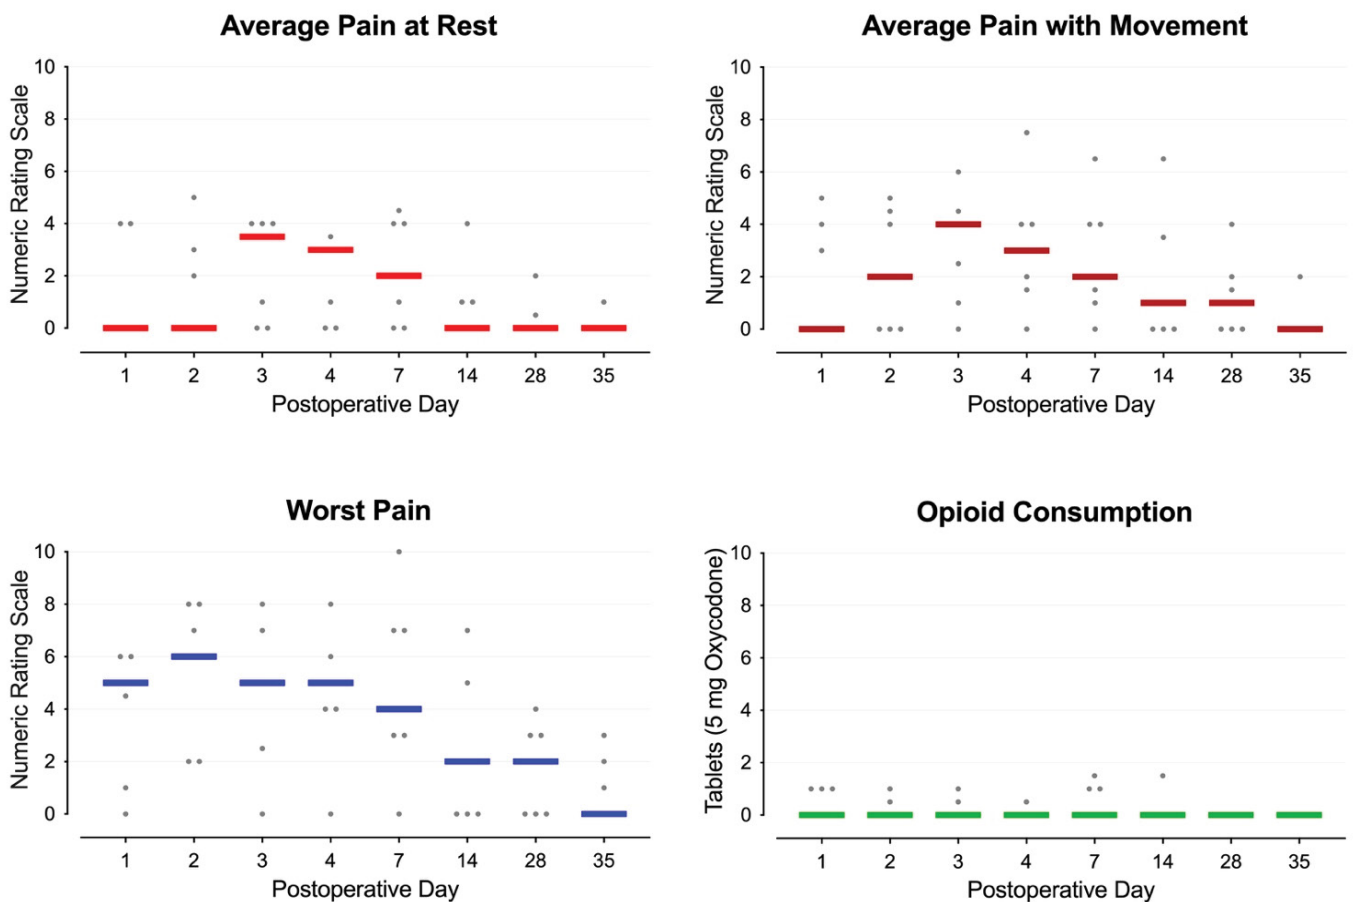 Average Pain at Rest
Numeric Rating Scale
10
8
6
4
2
0
1 2 3 4 7 14 28 35
Postoperative Day
Average Pain with Movement
Numeric Rating Scale
10
8
6
4
2
0
1 2 3 4 7 14 28 35
Postoperative Day
Worst Pain
Numeric Rating Scale
10
8
6
4
2
0
1 2 3 4 7 14 28 35
Postoperative Day
Opioid Consumption
Tablets (5 mg Oxycodone)
10
8
6
4
2
0
1 2 3 4 7 14 28 35
Postoperative Day